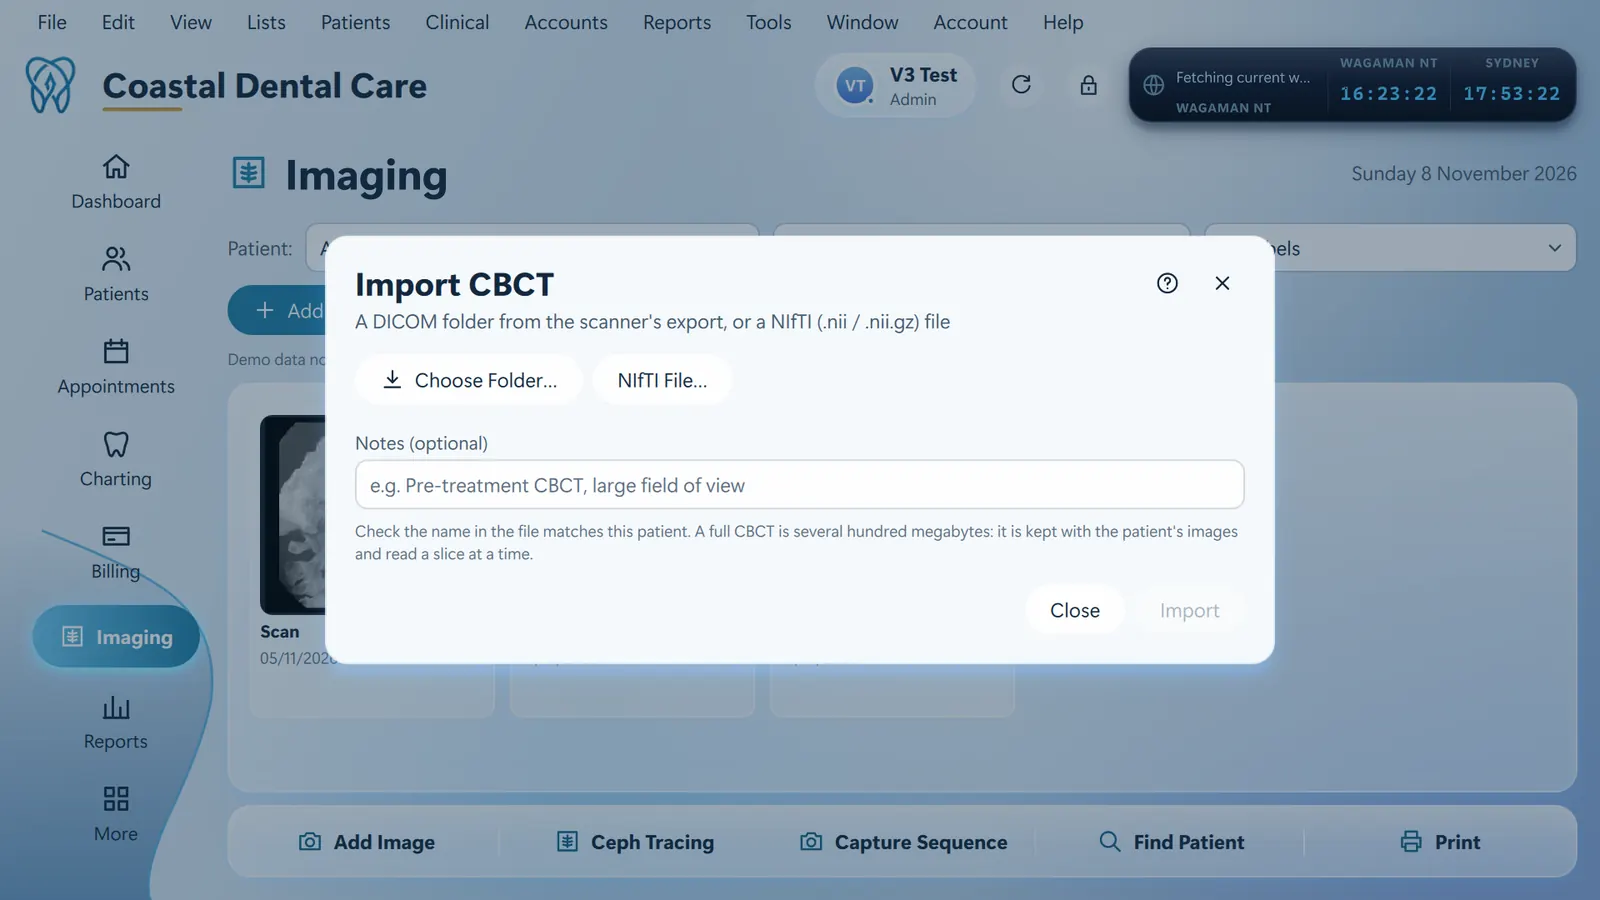 File Edit View Lists Patients Clinical Accounts Reports Tools Window Account Help
Coastal Dental Care
VT
V3 Test
Admin
Fetching current w...
WAGAMAN NT
WAGAMAN NT
16:23:22
SYDNEY
17:53:22
Dashboard
Patients
Appointments
Charting
Billing
Imaging
Reports
More
Imaging
Sunday 8 November 2026
Patient:
Add
Demo data
Import CBCT
A DICOM folder from the scanner's export, or a NIfTI (.nii / .nii.gz) file
Choose Folder...
NIfTI File...
Notes (optional)
e.g. Pre-treatment CBCT, large field of view
Check the name in the file matches this patient. A full CBCT is several hundred megabytes: it is kept with the patient's images
and read a slice at a time.
Close
Import
Scan
Add Image
Ceph Tracing
Capture Sequence
Find Patient
Print